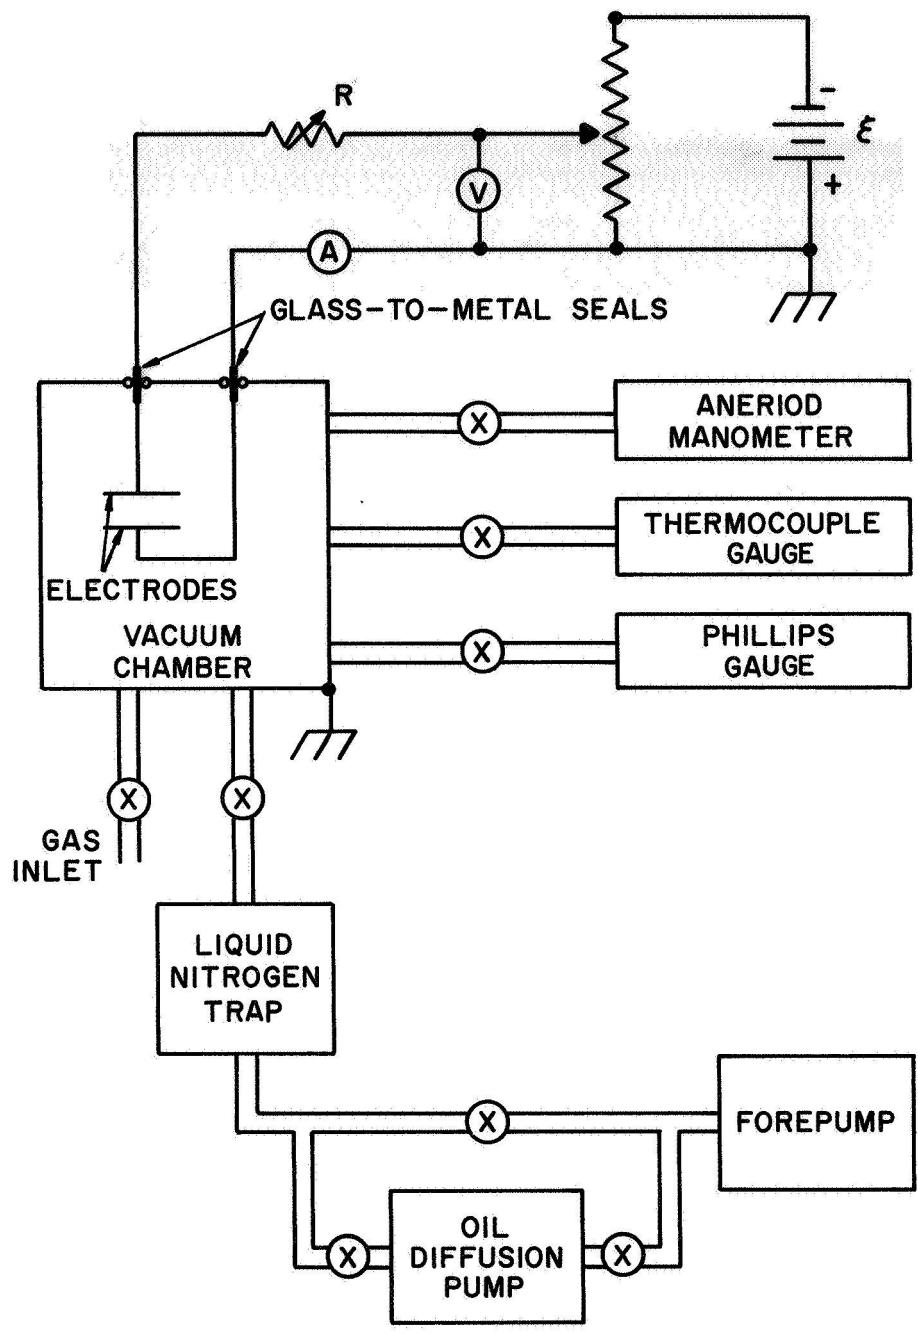 R
-
ξ
V
+
A
GLASS-TO-METAL SEALS
ANERIOD
MANOMETER
X
THERMOCOUPLE
GAUGE
X
ELECTRODES
VACUUM
CHAMBER
PHILLIPS
GAUGE
X
X
X
GAS
INLET
LIQUID
NITROGEN
TRAP
X
FOREPUMP
OIL
DIFFUSION
PUMP
X
X